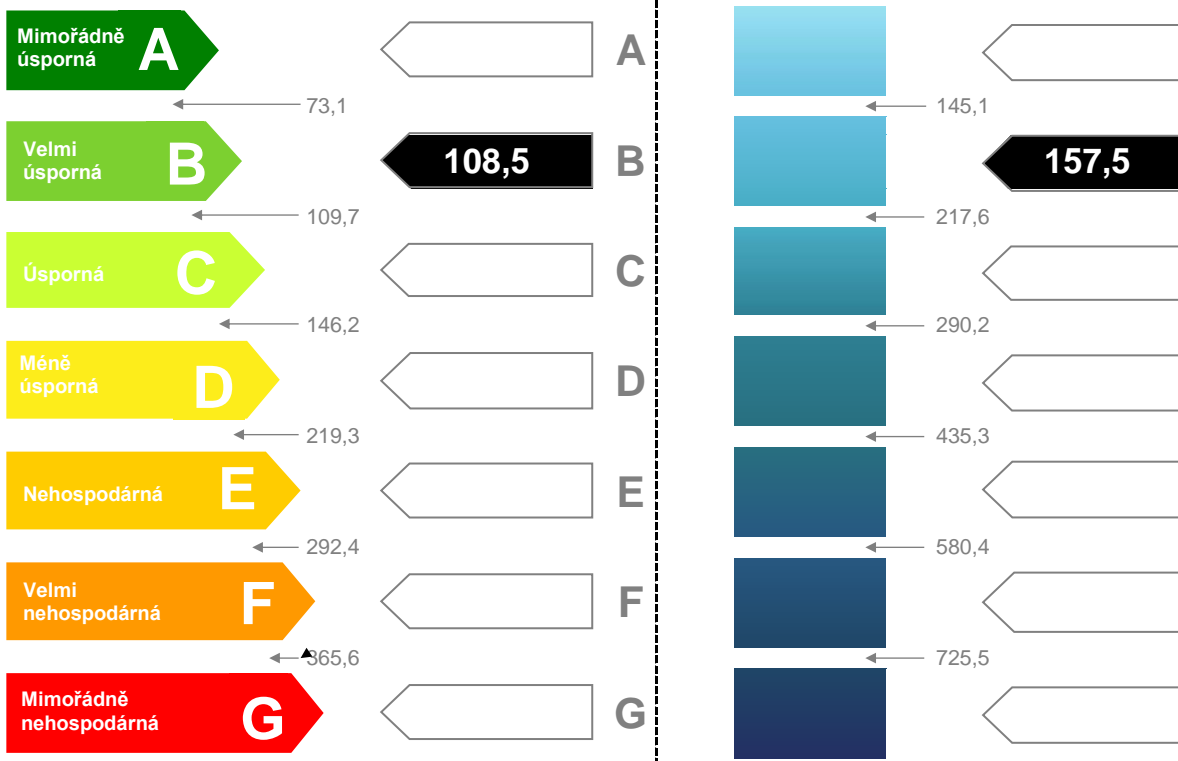 Mimořádně
úsporná
A
A
73,1
145,1
Velmi
úsporná
B
108,5
B
157,5
109,7
217,6
Úsporná
C
C
146,2
290,2
Méně
úsporná
D
D
219,3
435,3
Nehospodárná
E
E
292,4
580,4
Velmi
nehospodárná
F
F
365,6
725,5
Mimořádně
nehospodárná
G
G